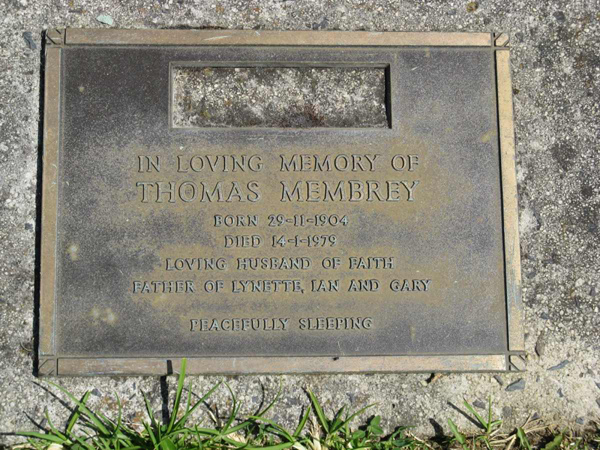 IN LOVING MEMORY OF
THOMAS MEMBREY
BORN 29-11-1904
DIED 14-1-1979
LOVING HUSBAND OF FAITH
FATHER OF LYNETTE, IAN AND GARY
PEACEFULLY SLEEPING